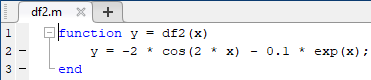 df2.m
1 function y = df2(x)
2 y = -2 * cos(2 * x) - 0.1 * exp(x);
3 end